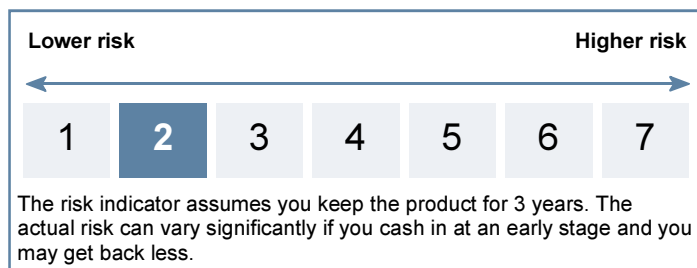 Lower risk Higher risk
1 2 3 4 5 6 7
The risk indicator assumes you keep the product for 3 years. The
actual risk can vary significantly if you cash in at an early stage and you
may get back less.